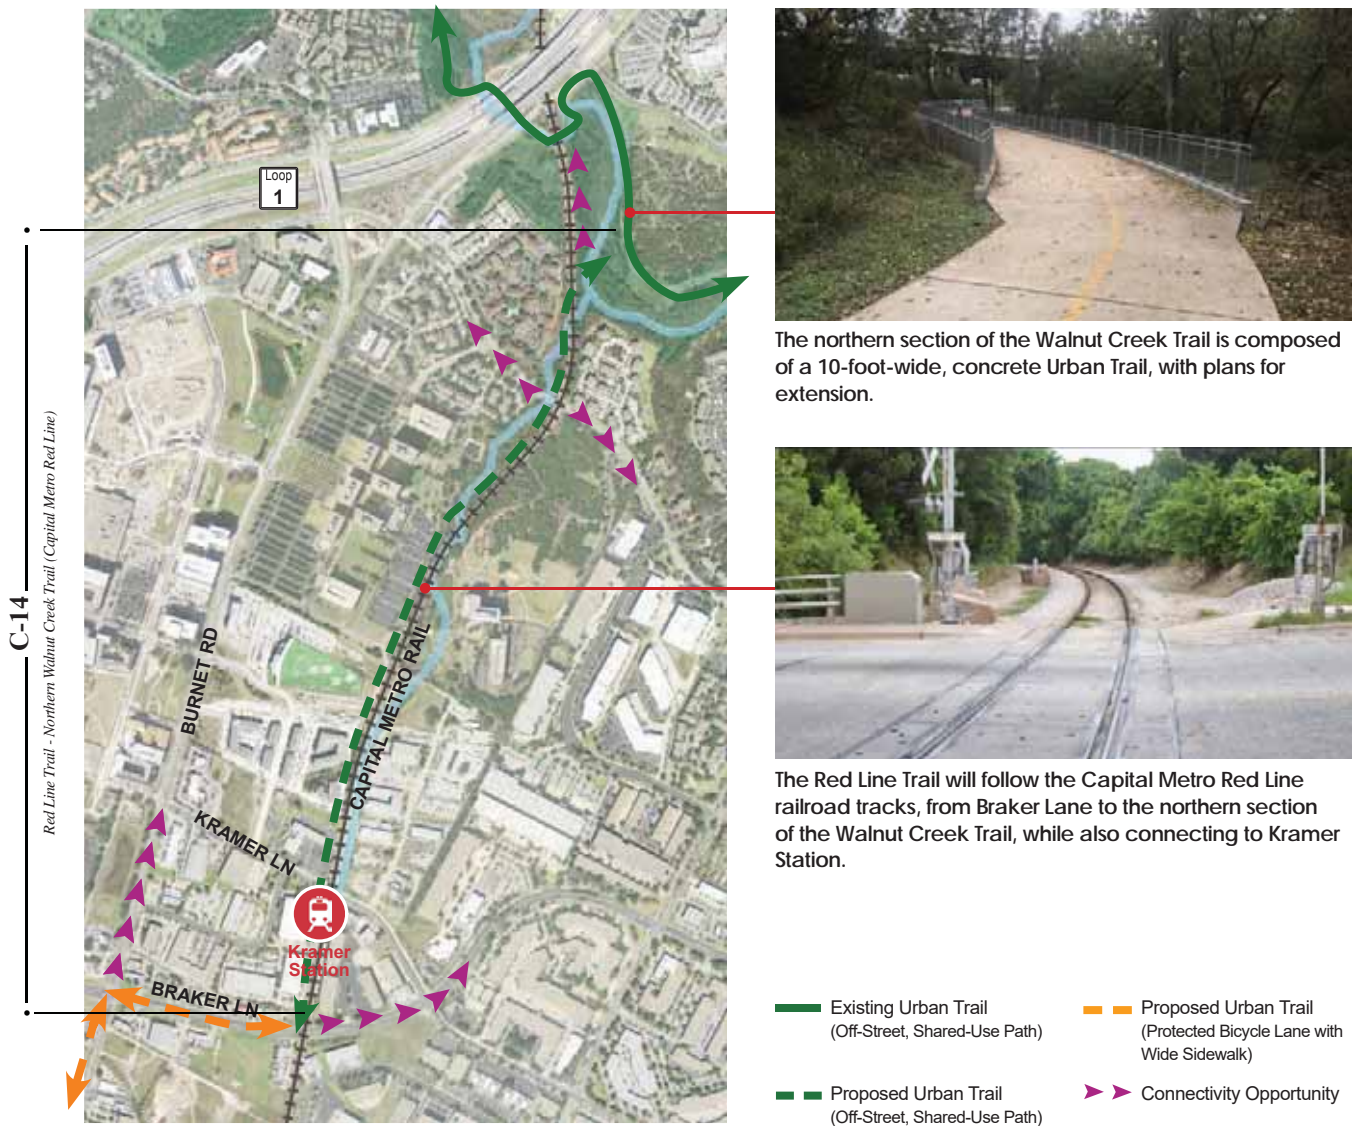 Loop
1
C-14
Red Line Trail - Northern Walnut Creek Trail (Capital Metro Red Line)
BURNET RD
CAPITAL METRO RAIL
KRAMER LN
Kramer
Station
BRAKER LN
The northern section of the Walnut Creek Trail is composed
of a 10-foot-wide, concrete Urban Trail, with plans for
extension.
The Red Line Trail will follow the Capital Metro Red Line
railroad tracks, from Braker Lane to the northern section
of the Walnut Creek Trail, while also connecting to Kramer
Station.
Existing Urban Trail
(Off-Street, Shared-Use Path)
Proposed Urban Trail
(Off-Street, Shared-Use Path)
Proposed Urban Trail
(Protected Bicycle Lane with
Wide Sidewalk)
Connectivity Opportunity